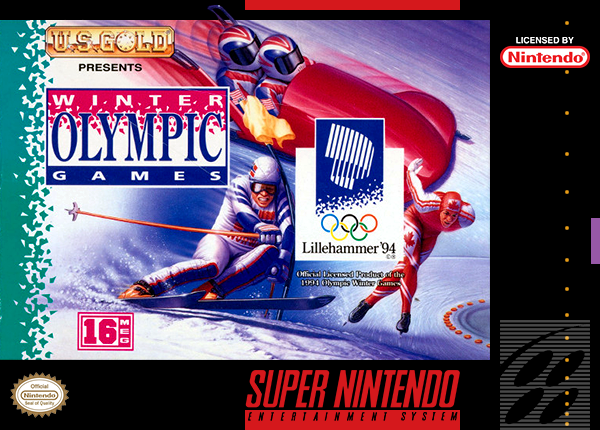 U.S. GOLD
PRESENTS
WINTER
OLYMPIC
GAMES
LICENSED BY
Nintendo
Lillehammer '94
Official Licensed Product of the
1994 Olympic Winter Games
16 MEG
Official
Nintendo
Seal of Quality
SUPER NINTENDO
ENTERTAINMENT SYSTEM